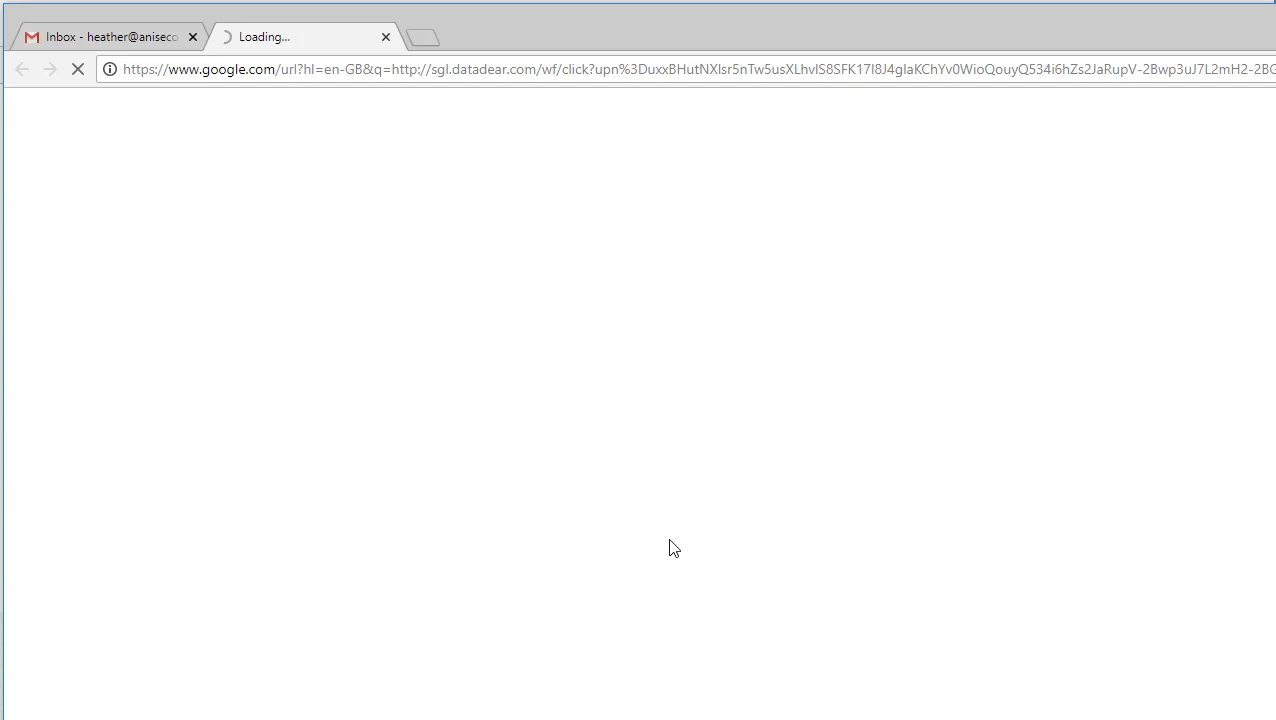 Inbox - heather@aniseco
Loading...
https://www.google.com/url?hl=en-GB&q=http://sgl.datadear.com/wf/click?upn%3DuxxBHutNXlsr5nTw5usXLhvlS8SFK17l8J4glaKChYv0WioQouyQ534i6hZs2JaRupV-2Bwp3uJ7L2mH2-2BG